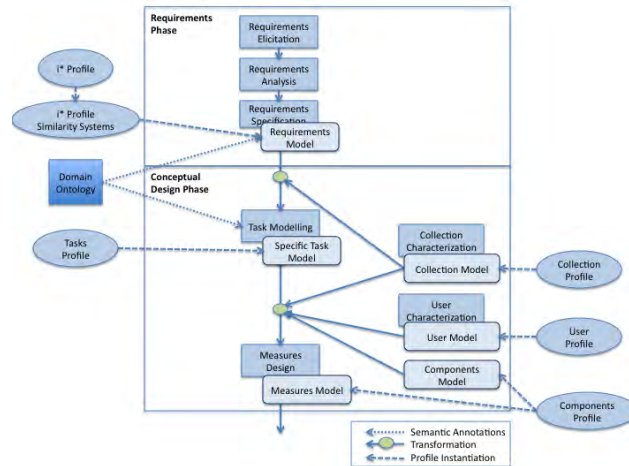 Requirements
Phase
Requirements
Elicitation
Requirements
Analysis
Requirements
Specification
Requirements
Model
i* Profile
i* Profile
Similarity Systems
Domain
Ontology
Conceptual
Design Phase
Task Modelling
Specific Task
Model
Tasks
Profile
Collection
Characterization
Collection Model
Collection
Profile
User
Characterization
User Model
User
Profile
Components
Model
Measures
Design
Measures Model
Components
Profile
Semantic Annotations
Transformation
Profile Instantiation